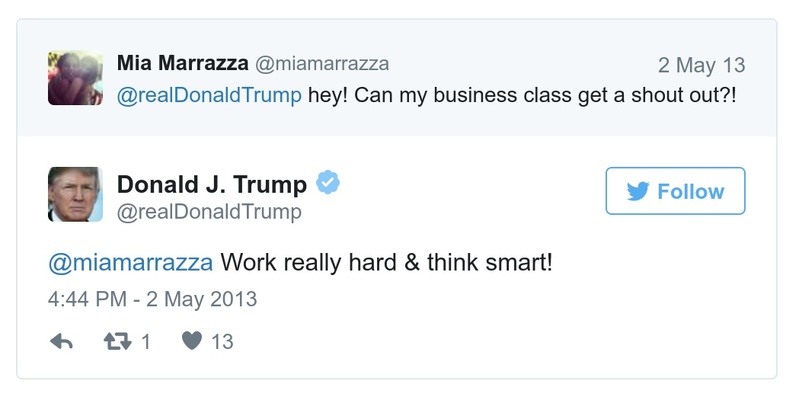 Mia Marrazza @miamarrazza 2 May 13
@realDonaldTrump hey! Can my business class get a shout out?!
Donald J. Trump
@realDonaldTrump
Follow
@miamarrazza Work really hard & think smart!
4:44 PM - 2 May 2013
1 13